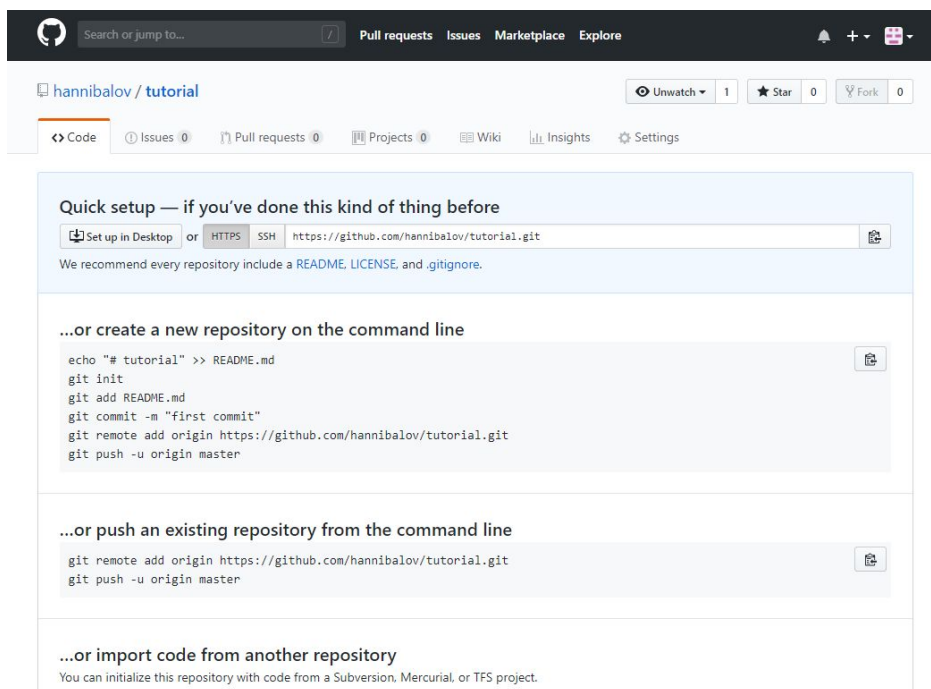 Search or jump to... /
Pull requests Issues Marketplace Explore
hannibalov / tutorial
Unwatch 1 Star 0 Fork 0
Code Issues 0 Pull requests 0 Projects 0 Wiki Insights Settings
Quick setup — if you’ve done this kind of thing before
Set up in Desktop or HTTPS SSH https://github.com/hannibalov/tutorial.git
We recommend every repository include a README, LICENSE, and .gitignore.
...or create a new repository on the command line
echo "# tutorial" >> README.md
git init
git add README.md
git commit -m "first commit"
git remote add origin https://github.com/hannibalov/tutorial.git
git push -u origin master
...or push an existing repository from the command line
git remote add origin https://github.com/hannibalov/tutorial.git
git push -u origin master
...or import code from another repository
You can initialize this repository with code from a Subversion, Mercurial, or TFS project.